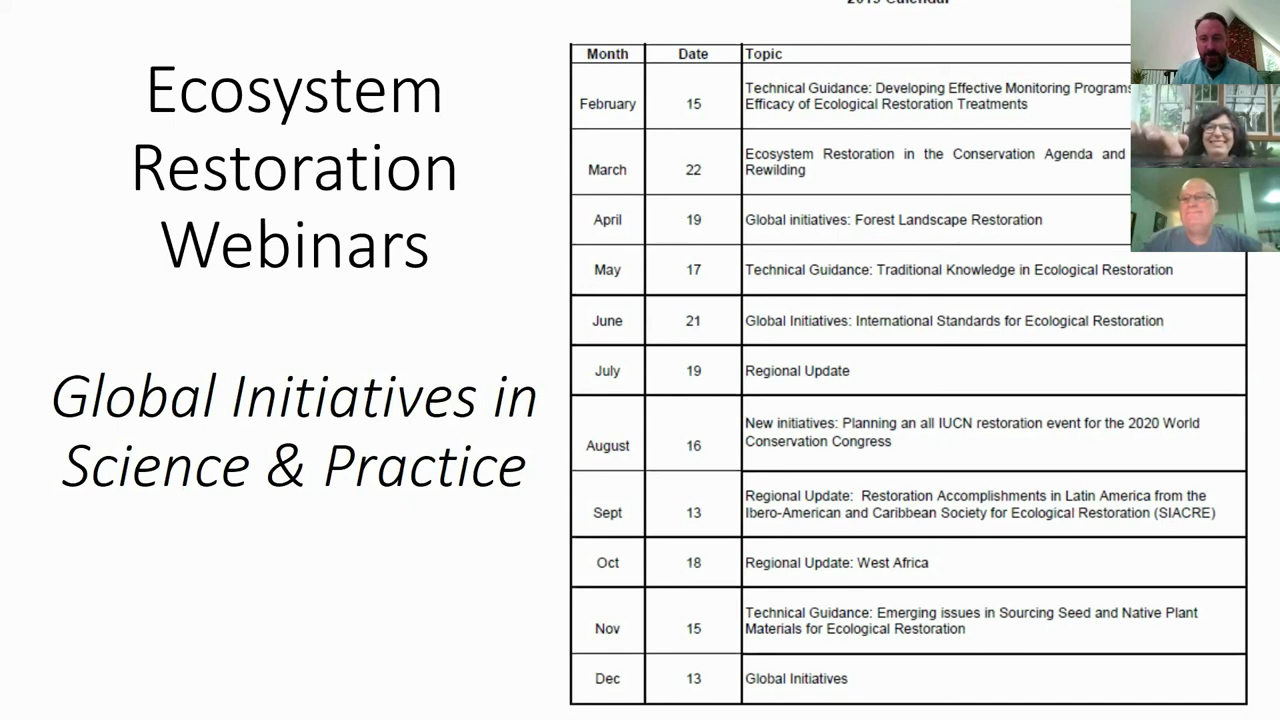 Ecosystem
Restoration
Webinars
Global Initiatives in
Science & Practice
2019 Calendar
Month Date Topic
February 15 Technical Guidance: Developing Effective Monitoring Programs
Efficacy of Ecological Restoration Treatments
March 22 Ecosystem Restoration in the Conservation Agenda and
Rewilding
April 19 Global initiatives: Forest Landscape Restoration
May 17 Technical Guidance: Traditional Knowledge in Ecological Restoration
June 21 Global Initiatives: International Standards for Ecological Restoration
July 19 Regional Update
August 16 New initiatives: Planning an all IUCN restoration event for the 2020 World
Conservation Congress
Sept 13 Regional Update: Restoration Accomplishments in Latin America from the
Ibero-American and Caribbean Society for Ecological Restoration (SIACRE)
Oct 18 Regional Update: West Africa
Nov 15 Technical Guidance: Emerging issues in Sourcing Seed and Native Plant
Materials for Ecological Restoration
Dec 13 Global Initiatives